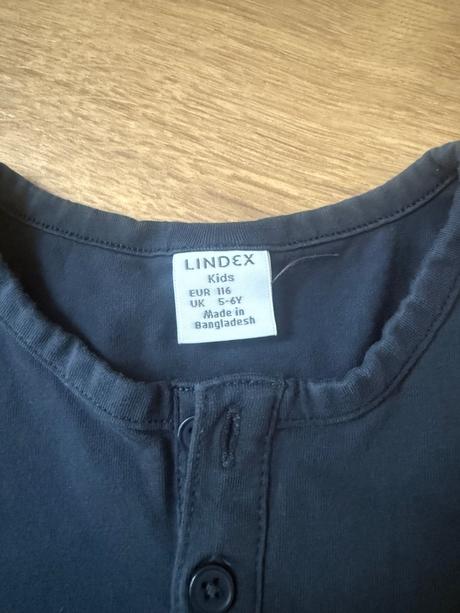 LINDEX
Kids
EUR 116
UK 5-6Y
Made in
Bangladesh